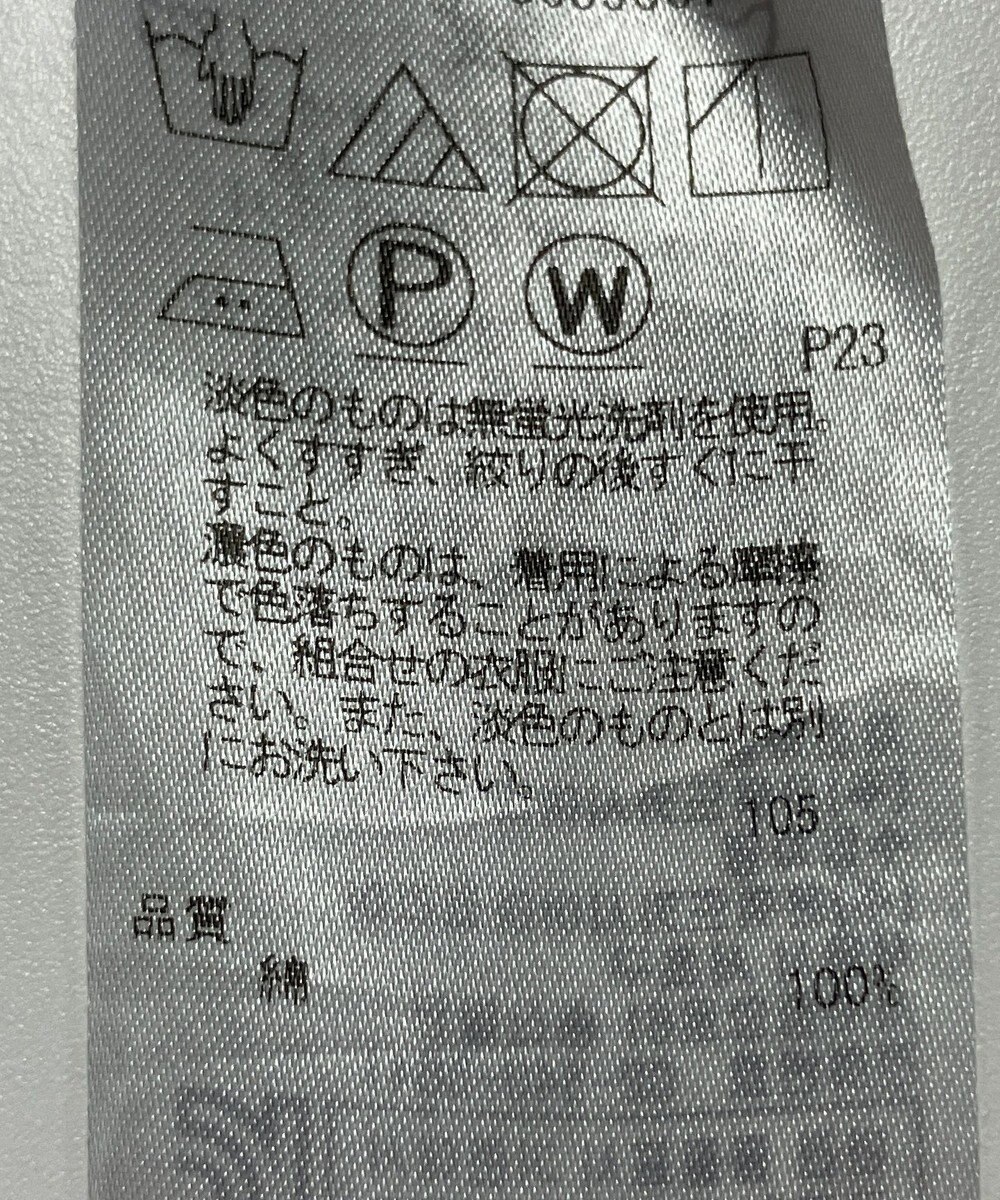 P
W
P23
淡色のものは無蛍光洗剤を使用。
よくすすぎ、絞りの後すぐに干
すこと。
濃色のものは、着用による摩擦
で色落ちすることがありますの
で、組合せの衣服にご注意くだ
さい。また、淡色のものとは別
にお洗い下さい。
105
品質
綿 100%